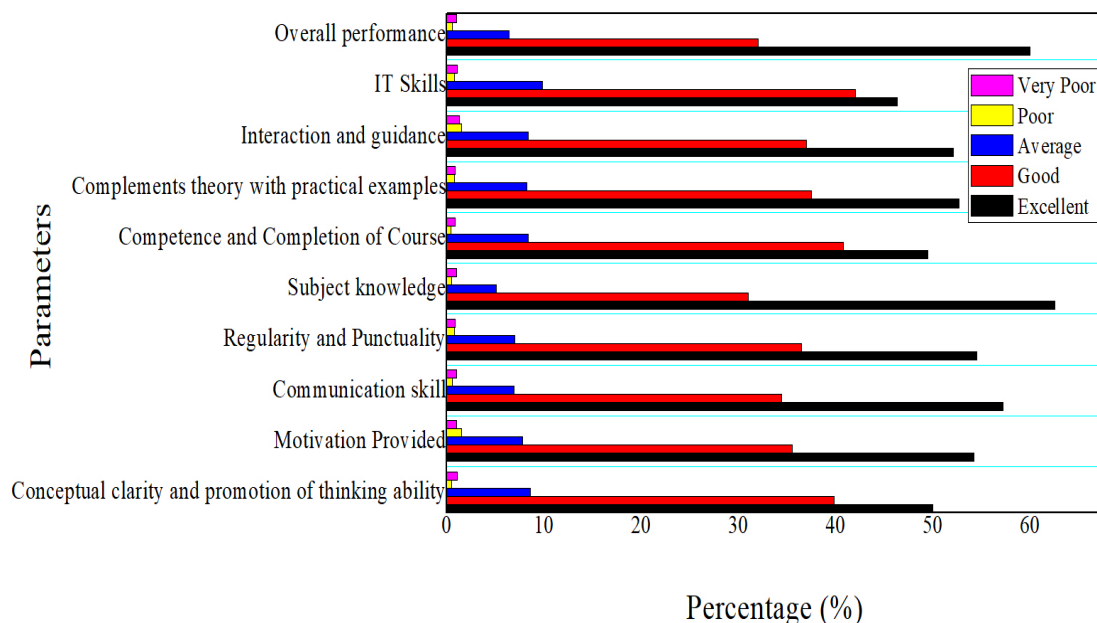 Overall performance
IT Skills
Interaction and guidance
Complements theory with practical examples
Competence and Completion of Course
Subject knowledge
Regularity and Punctuality
Communication skill
Motivation Provided
Conceptual clarity and promotion of thinking ability
Parameters
Very Poor
Poor
Average
Good
Excellent
0 10 20 30 40 50 60
Percentage (%)